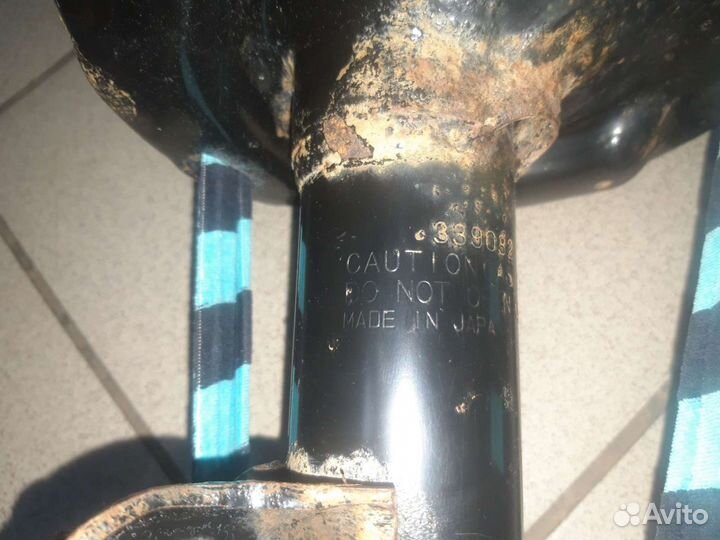 339092
CAUTION
DO NOT
MADE IN JAPA
Avito